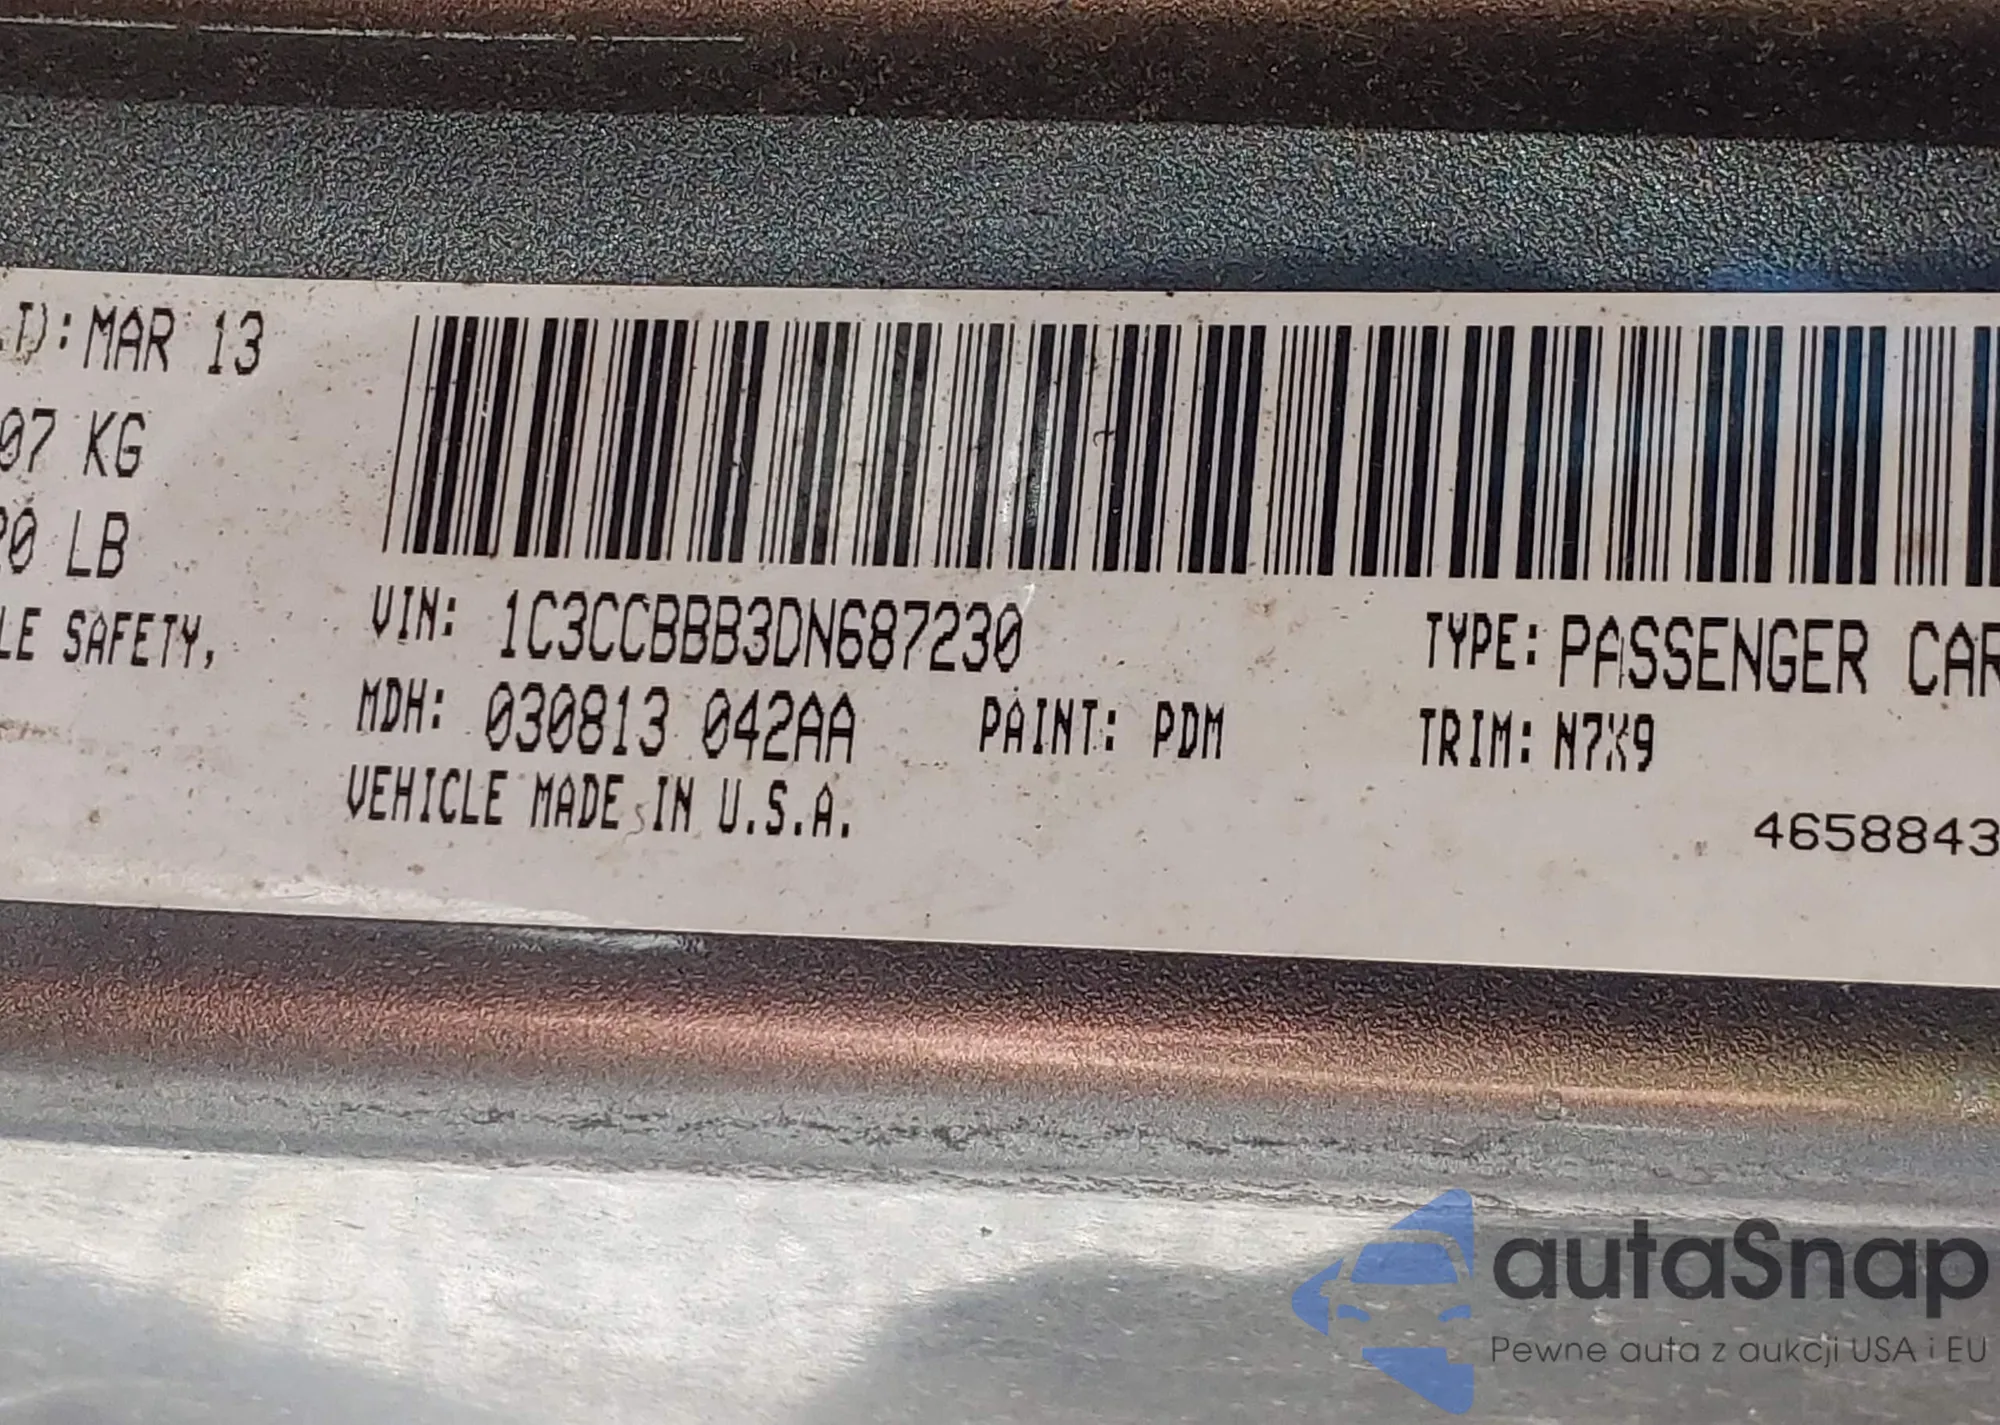 T): MAR 13
07 KG
20 LB
LE SAFETY,
VIN: 1C3CCBBB3DN687230
TYPE: PASSENGER CAR
MDH: 030813 042AA PAINT: PDM TRIM: N7X9
VEHICLE MADE IN U.S.A.
4658843
autaSnap
Pewne auta z aukcji USA i EU